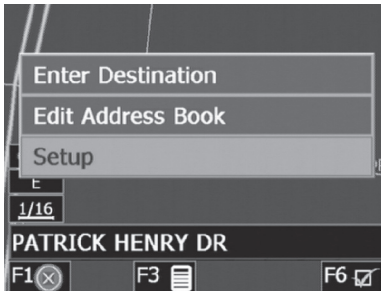 Enter Destination
Edit Address Book
Setup
E
1/16
PATRICK HENRY DR
F1 F3 F6